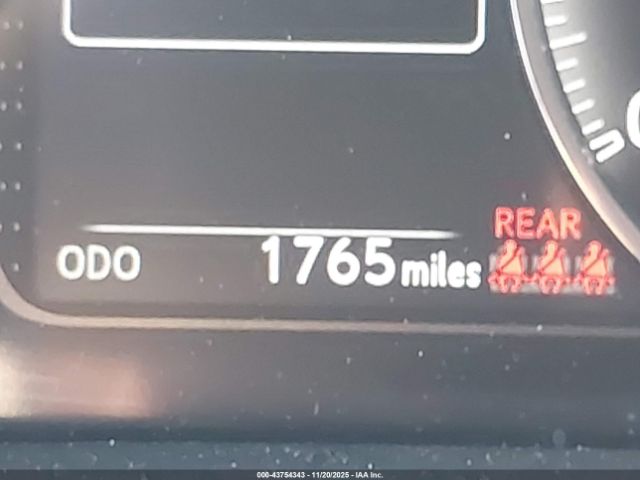 REAR
ODO 1765 miles
000-43754343 - 11/20/2025 - IAA Inc.